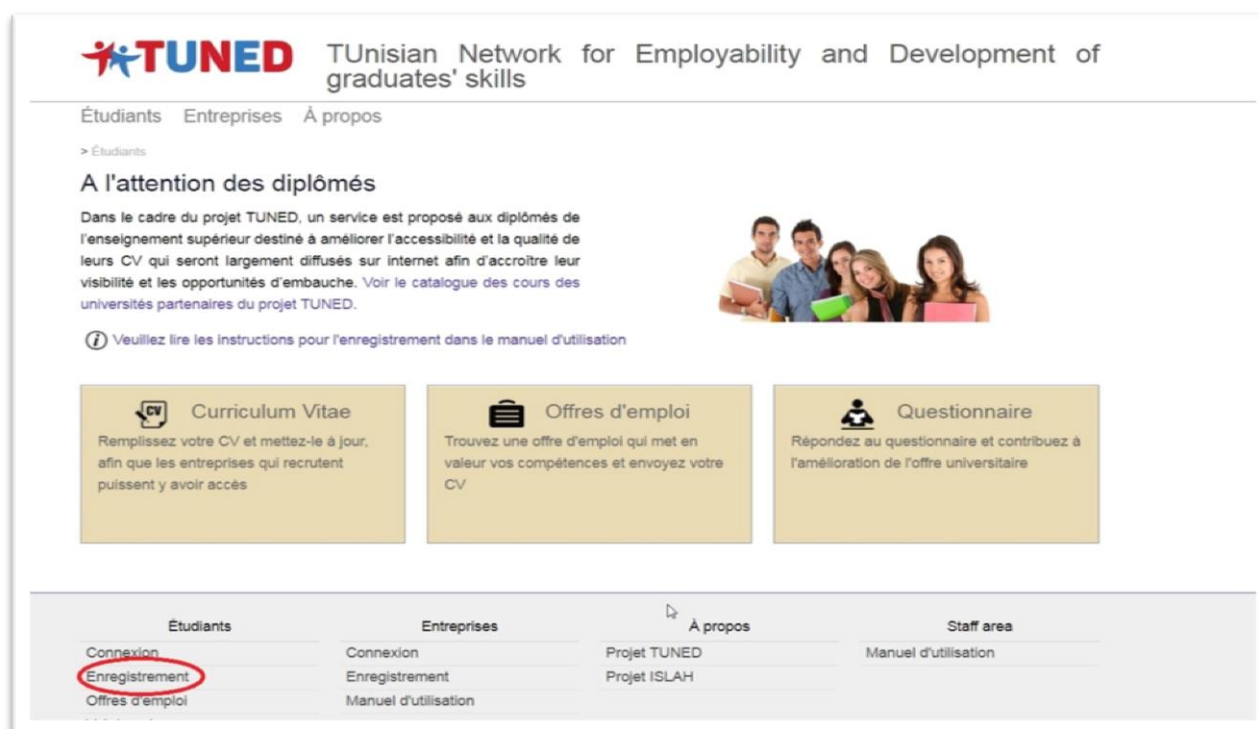 TUNED
TUnisian Network for Employability and Development of
graduates' skills
Étudiants Entreprises À propos
> Étudiants
A l'attention des diplômés
Dans le cadre du projet TUNED, un service est proposé aux diplômés de
l'enseignement supérieur destiné à améliorer l'accessibilité et la qualité de
leurs CV qui seront largement diffusés sur internet afin d'accroître leur
visibilité et les opportunités d'embauche. Voir le catalogue des cours des
universités partenaires du projet TUNED.
i Veuillez lire les instructions pour l'enregistrement dans le manuel d'utilisation
CV Curriculum Vitae
Remplissez votre CV et mettez-le à jour,
afin que les entreprises qui recrutent
puissent y avoir accès
Offres d'emploi
Trouvez une offre d'emploi qui met en
valeur vos compétences et envoyez votre
CV
Questionnaire
Répondez au questionnaire et contribuez à
l'amélioration de l'offre universitaire
Étudiants
Connexion
Enregistrement
Offres d'emploi
Entreprises
Connexion
Enregistrement
Manuel d'utilisation
À propos
Projet TUNED
Projet ISLAH
Staff area
Manuel d'utilisation